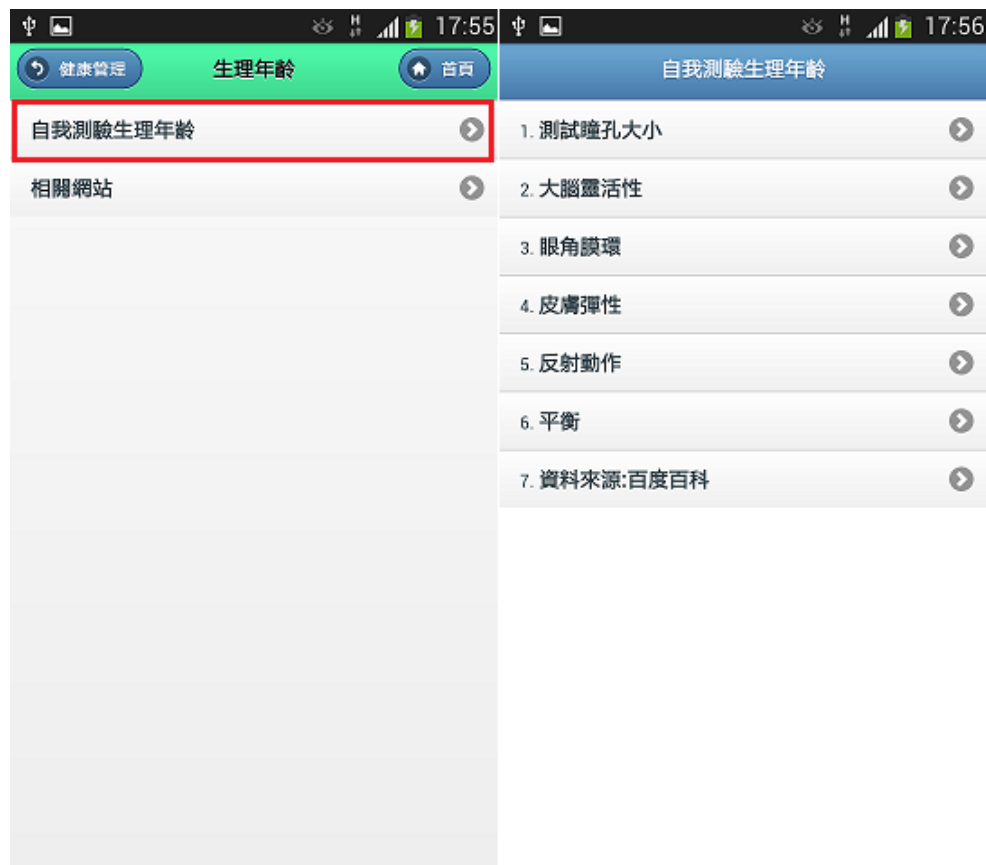 17:55
健康管理
生理年齡
首頁
自我測驗生理年齡
相關網站
H
17:56
自我測驗生理年齡
1. 測試瞳孔大小
2. 大腦靈活性
3. 眼角膜環
4. 皮膚彈性
5. 反射動作
6. 平衡
7. 資料來源:百度百科